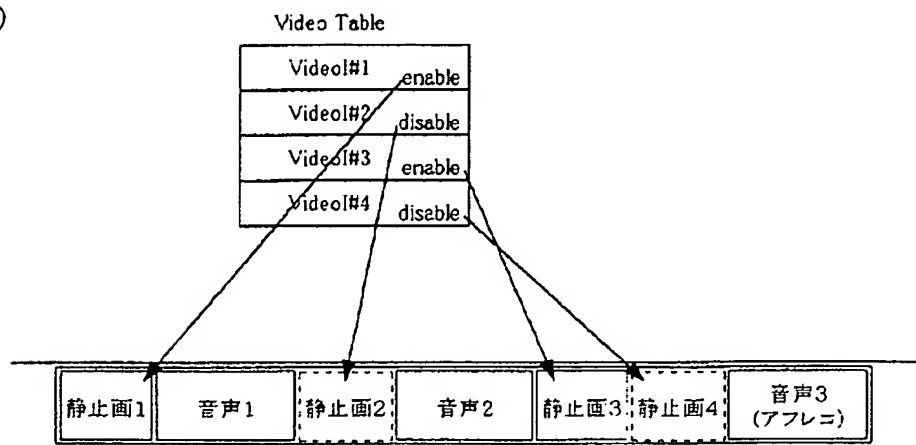 Video Table
VideoI#1 enable
VideoI#2 disable
VideoI#3 enable
VideoI#4 disable
静止画1 音声1 静止画2 音声2 静止画3 静止画4 音声3
(アフレコ)